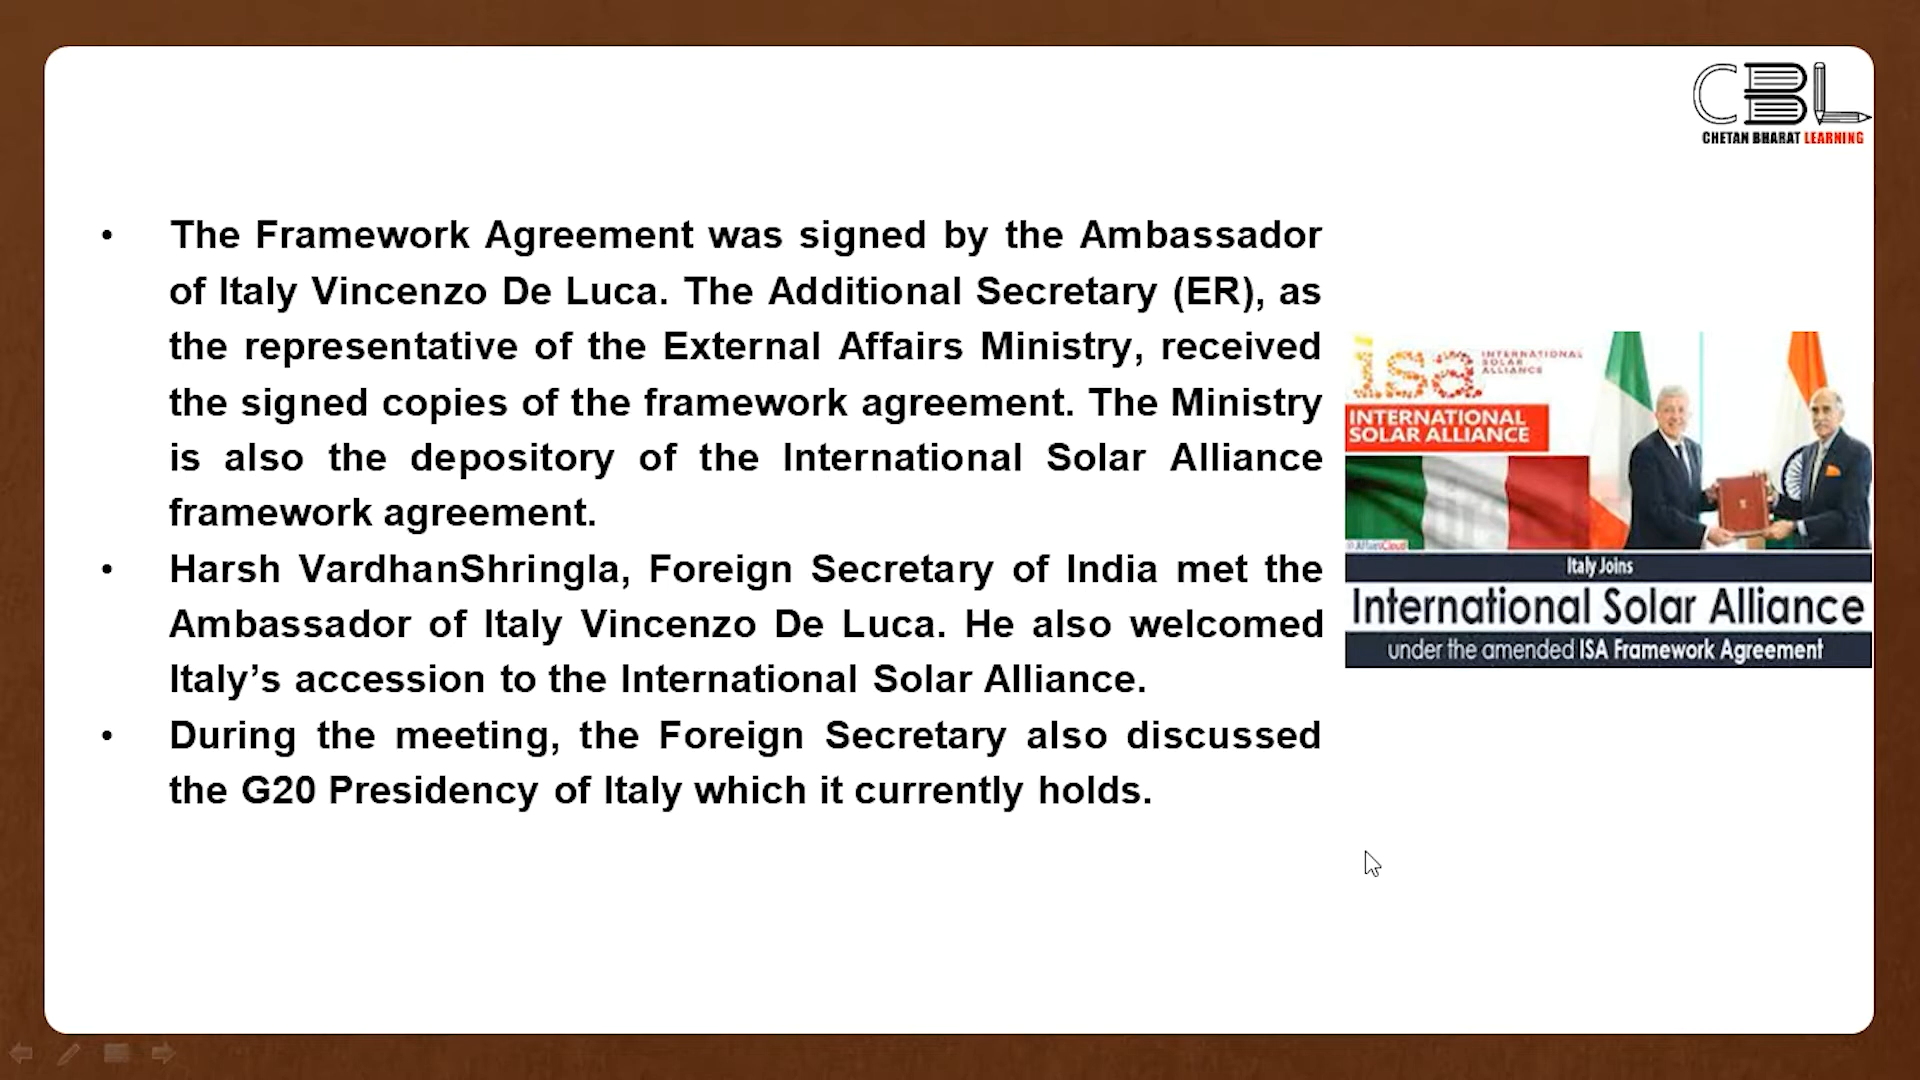 CBL
CHETAN BHARAT LEARNING
• The Framework Agreement was signed by the Ambassador
of Italy Vincenzo De Luca. The Additional Secretary (ER), as
the representative of the External Affairs Ministry, received
the signed copies of the framework agreement. The Ministry
is also the depository of the International Solar Alliance
framework agreement.
• Harsh VardhanShringla, Foreign Secretary of India met the
Ambassador of Italy Vincenzo De Luca. He also welcomed
Italy’s accession to the International Solar Alliance.
• During the meeting, the Foreign Secretary also discussed
the G20 Presidency of Italy which it currently holds.
isa
INTERNATIONAL
SOLAR
ALLIANCE
INTERNATIONAL
SOLAR ALLIANCE
AffairsCloud
Italy Joins
International Solar Alliance
under the amended ISA Framework Agreement